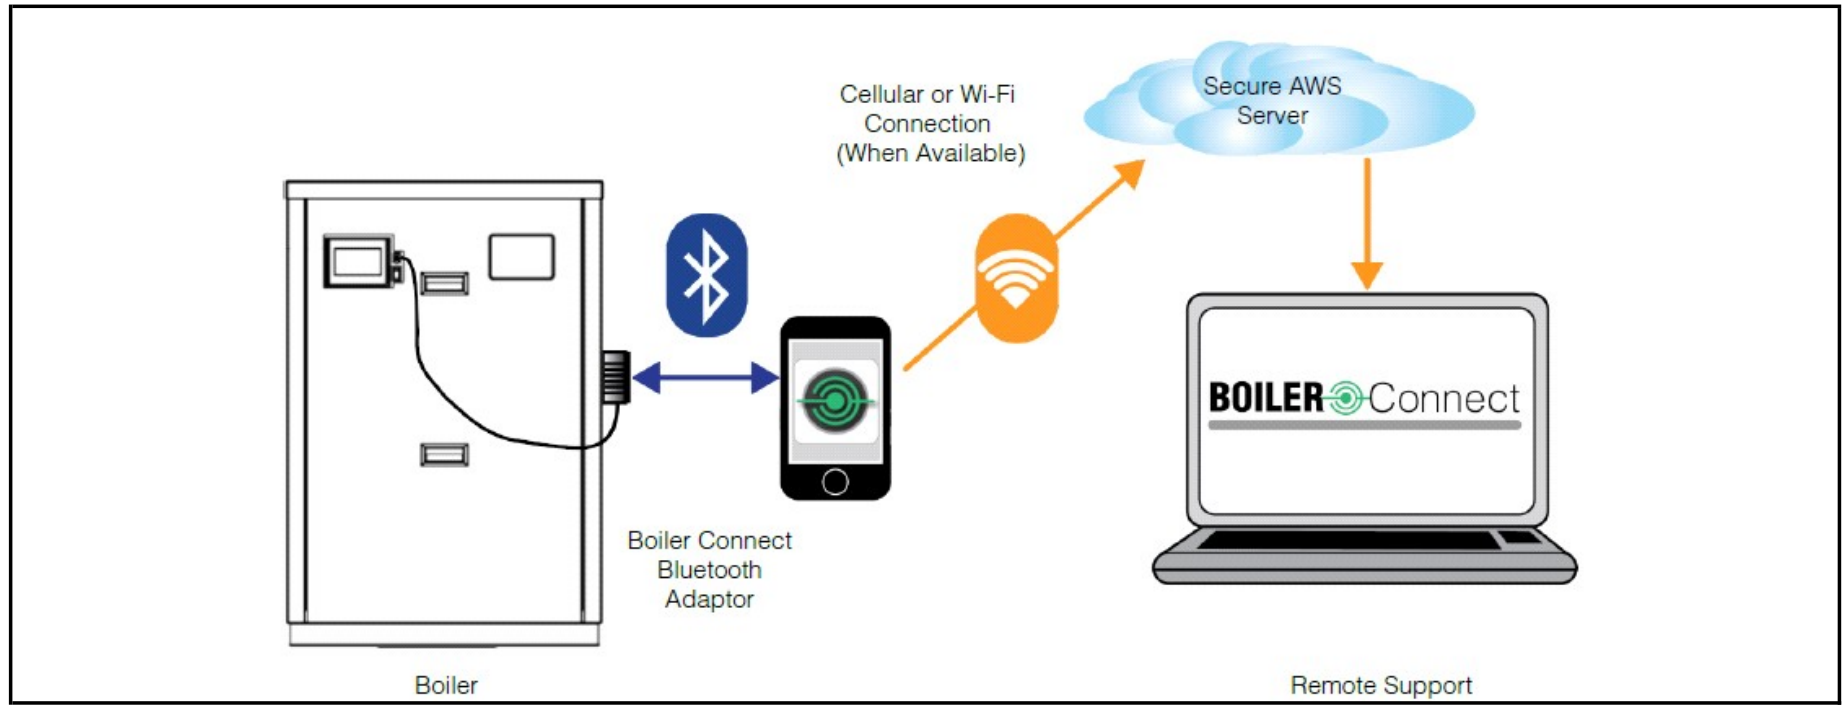 Cellular or Wi-Fi
Connection
(When Available)
Secure AWS
Server
BOILER Connect
Boiler Connect
Bluetooth
Adaptor
Boiler
Remote Support